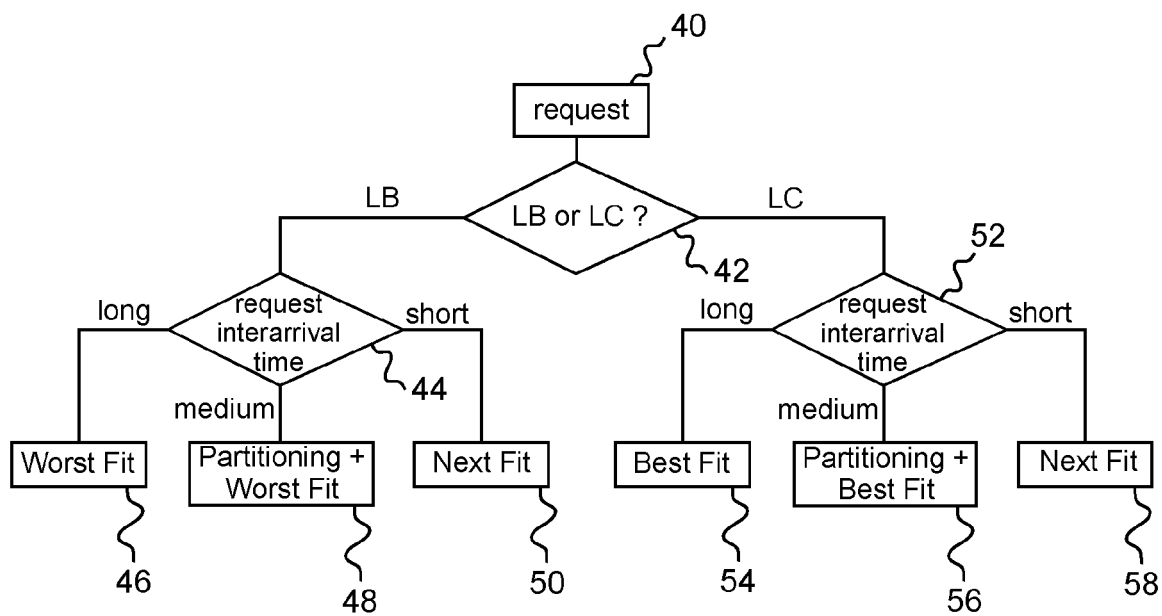 40
request
LB
LB or LC ?
LC
42
52
long
request
interarrival
time
short
44
medium
long
request
interarrival
time
short
medium
Worst Fit
Partitioning +
Worst Fit
Next Fit
Best Fit
Partitioning +
Best Fit
Next Fit
46
48
50
54
56
58